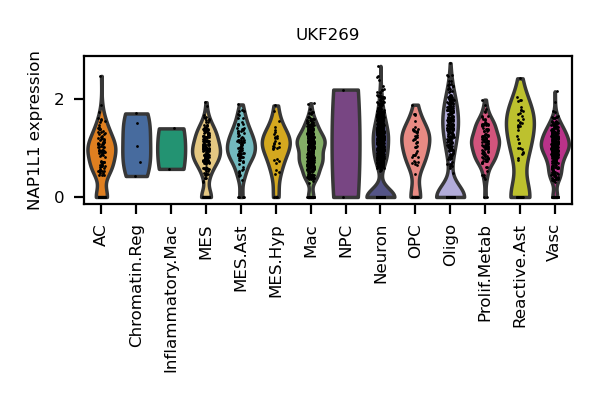 UKF269
NAP1L1 expression
2
0
AC
Chromatin.Reg
Inflammatory.Mac
MES
MES.Ast
MES.Hyp
Mac
NPC
Neuron
OPC
Oligo
Prolif.Metab
Reactive.Ast
Vasc